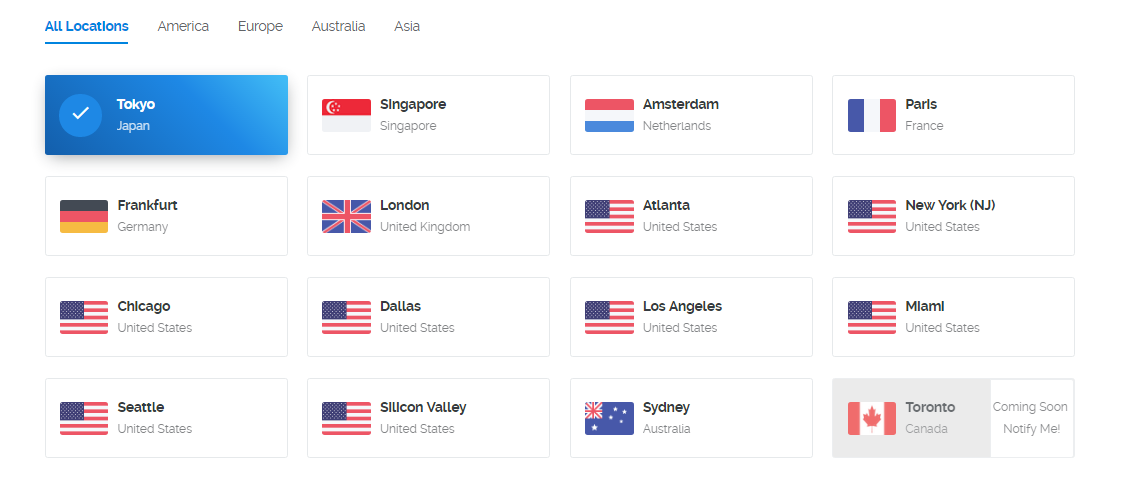 All Locations America Europe Australia Asia
Tokyo
Japan
Singapore
Singapore
Amsterdam
Netherlands
Paris
France
Frankfurt
Germany
London
United Kingdom
Atlanta
United States
New York (NJ)
United States
Chicago
United States
Dallas
United States
Los Angeles
United States
Miami
United States
Seattle
United States
Silicon Valley
United States
Sydney
Australia
Toronto
Canada
Coming Soon
Notify Me!